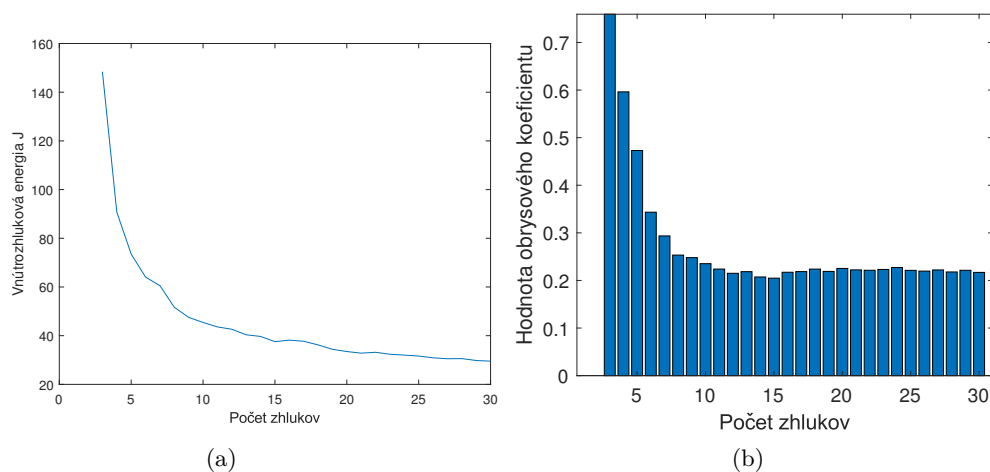 160
140
120
100
80
60
40
20
0 5 10 15 20 25 30
Vnútrozhluková energia J
Počet zhlukov
(a)
0.7
0.6
0.5
0.4
0.3
0.2
0.1
0
5 10 15 20 25 30
Hodnota obrysového koeficientu
Počet zhlukov
(b)